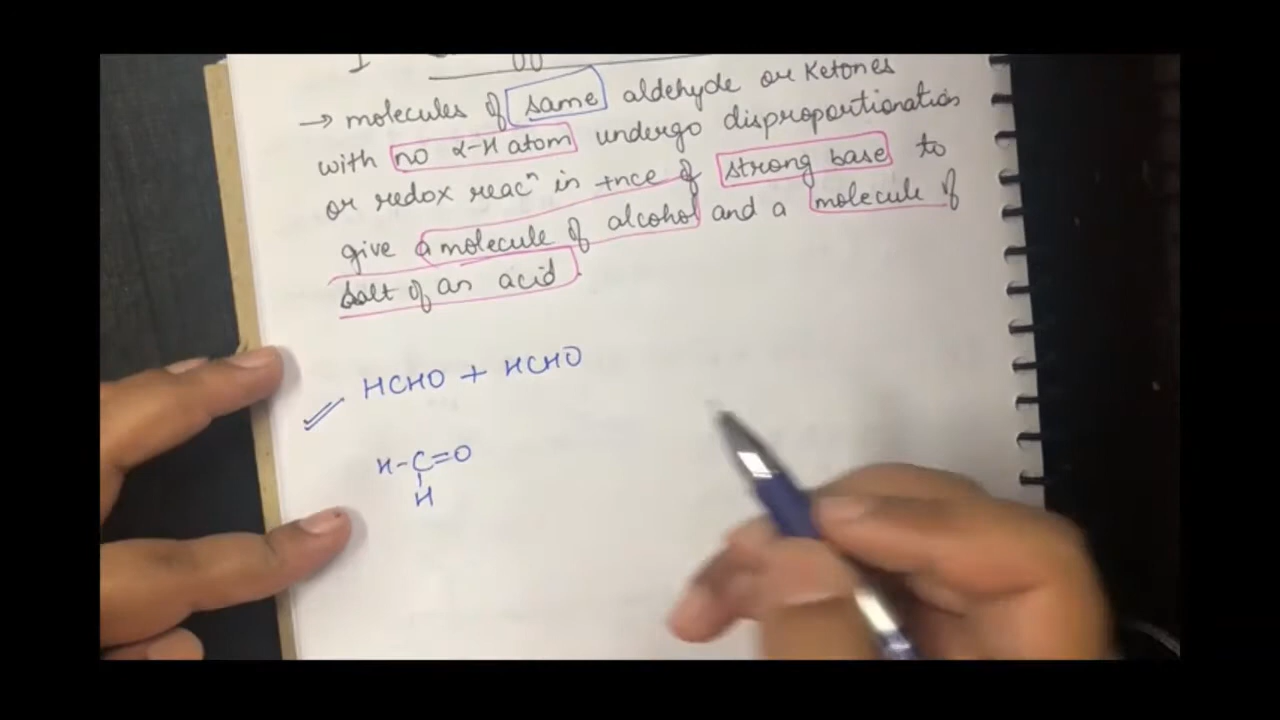 → molecules of same aldehyde or Ketones
with no α-H atom undergo disproportionation
or redox reacⁿ in +nce of strong base to
give a molecule of alcohol and a molecule of
salt of an acid.
HCHO + HCHO
H-C=O
H